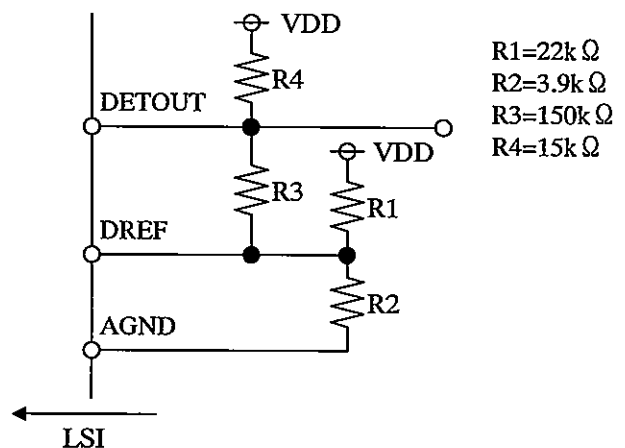 VDD
R4
DETOUT
VDD
R3
R1
DREF
R2
AGND
LSI
R1=22kΩ
R2=3.9kΩ
R3=150kΩ
R4=15kΩ